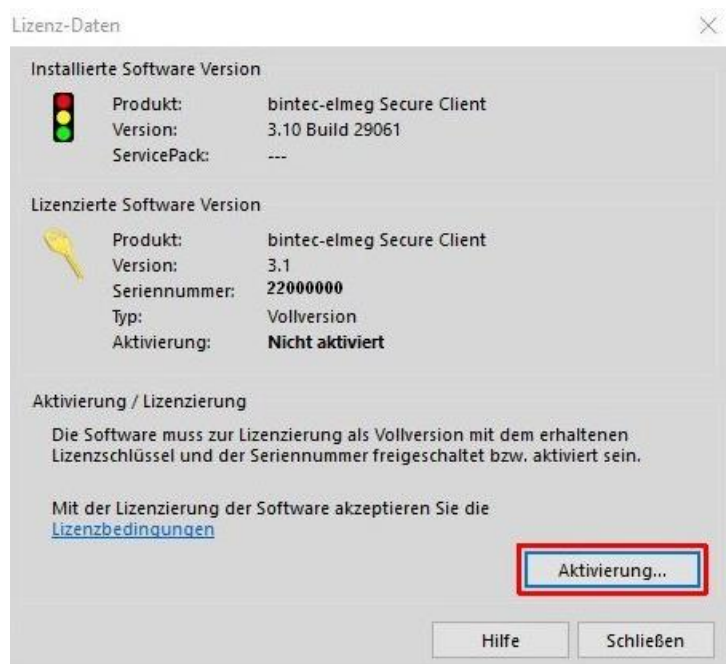 Lizenz-Daten
Installierte Software Version
Produkt: bintec-elmeg Secure Client
Version: 3.10 Build 29061
ServicePack: ---
Lizenzierte Software Version
Produkt: bintec-elmeg Secure Client
Version: 3.1
Seriennummer: 22000000
Typ: Vollversion
Aktivierung: Nicht aktiviert
Aktivierung / Lizenzierung
Die Software muss zur Lizenzierung als Vollversion mit dem erhaltenen
Lizenzschlüssel und der Seriennummer freigeschaltet bzw. aktiviert sein.
Mit der Lizenzierung der Software akzeptieren Sie die
Lizenzbedingungen
Aktivierung...
Hilfe Schließen